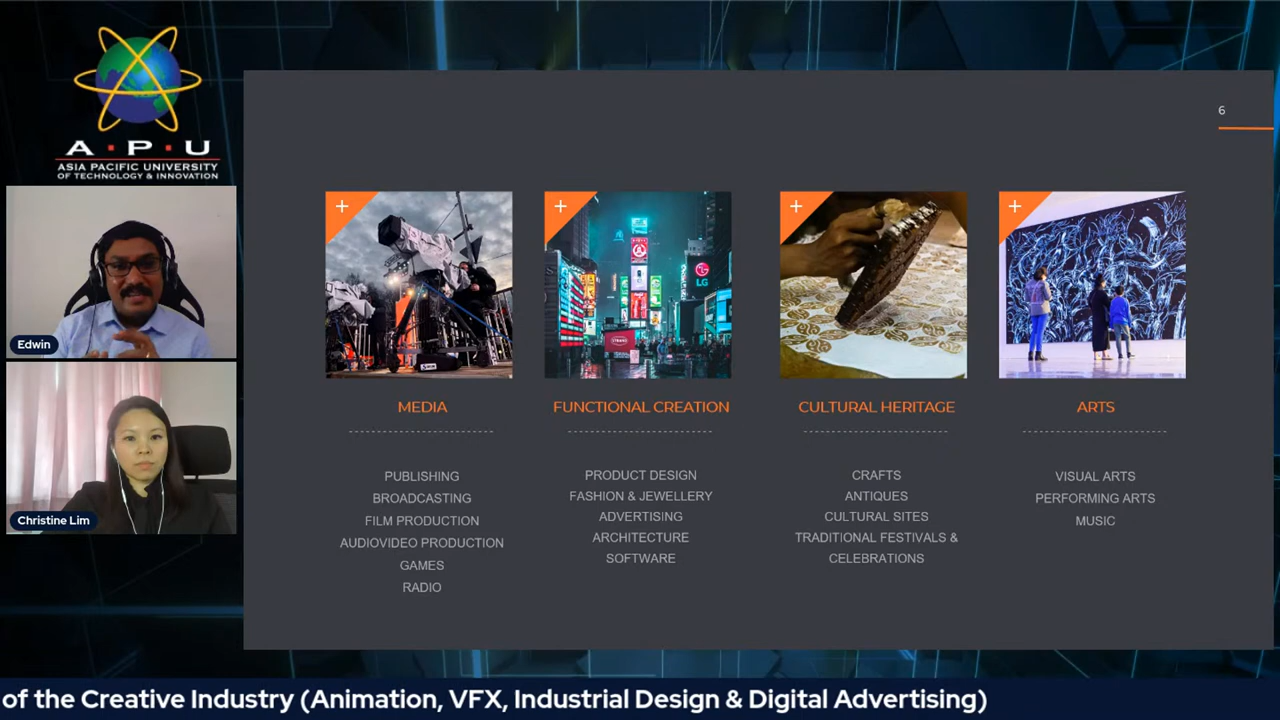 A·P·U
ASIA PACIFIC UNIVERSITY
OF TECHNOLOGY & INNOVATION
Edwin
Christine Lim
6
LG
MEDIA
PUBLISHING
BROADCASTING
FILM PRODUCTION
AUDIOVIDEO PRODUCTION
GAMES
RADIO
FUNCTIONAL CREATION
PRODUCT DESIGN
FASHION & JEWELLERY
ADVERTISING
ARCHITECTURE
SOFTWARE
CULTURAL HERITAGE
CRAFTS
ANTIQUES
CULTURAL SITES
TRADITIONAL FESTIVALS &
CELEBRATIONS
ARTS
VISUAL ARTS
PERFORMING ARTS
MUSIC
of the Creative Industry (Animation, VFX, Industrial Design & Digital Advertising)